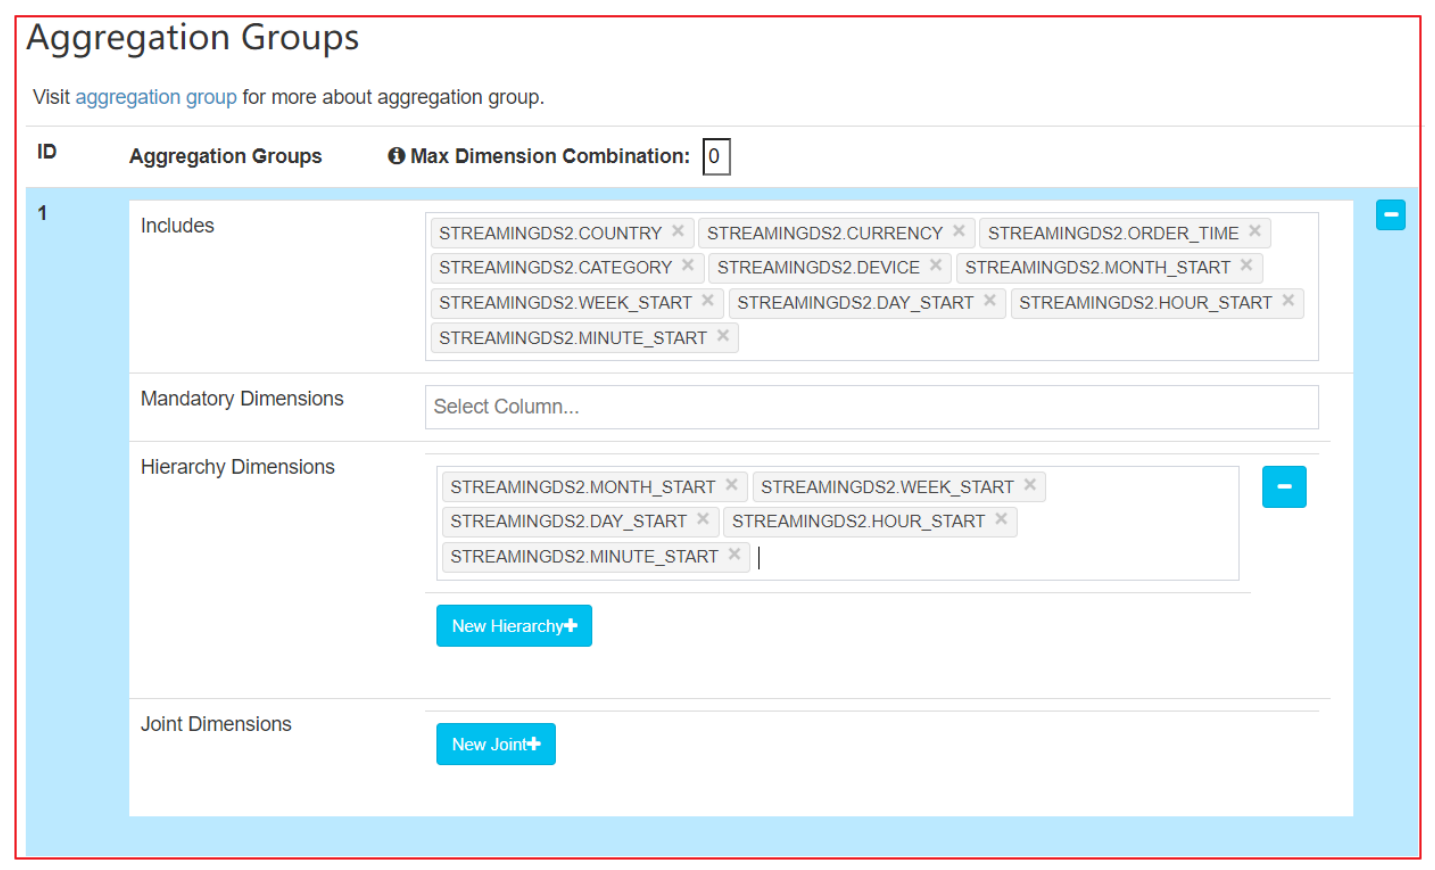 Aggregation Groups
Visit aggregation group for more about aggregation group.
ID Aggregation Groups Max Dimension Combination: 0
1
Includes
STREAMINGDS2.COUNTRY × STREAMINGDS2.CURRENCY × STREAMINGDS2.ORDER_TIME ×
STREAMINGDS2.CATEGORY × STREAMINGDS2.DEVICE × STREAMINGDS2.MONTH_START ×
STREAMINGDS2.WEEK_START × STREAMINGDS2.DAY_START × STREAMINGDS2.HOUR_START ×
STREAMINGDS2.MINUTE_START ×
Mandatory Dimensions
Select Column...
Hierarchy Dimensions
STREAMINGDS2.MONTH_START × STREAMINGDS2.WEEK_START ×
STREAMINGDS2.DAY_START × STREAMINGDS2.HOUR_START ×
STREAMINGDS2.MINUTE_START ×
New Hierarchy+
Joint Dimensions
New Joint+